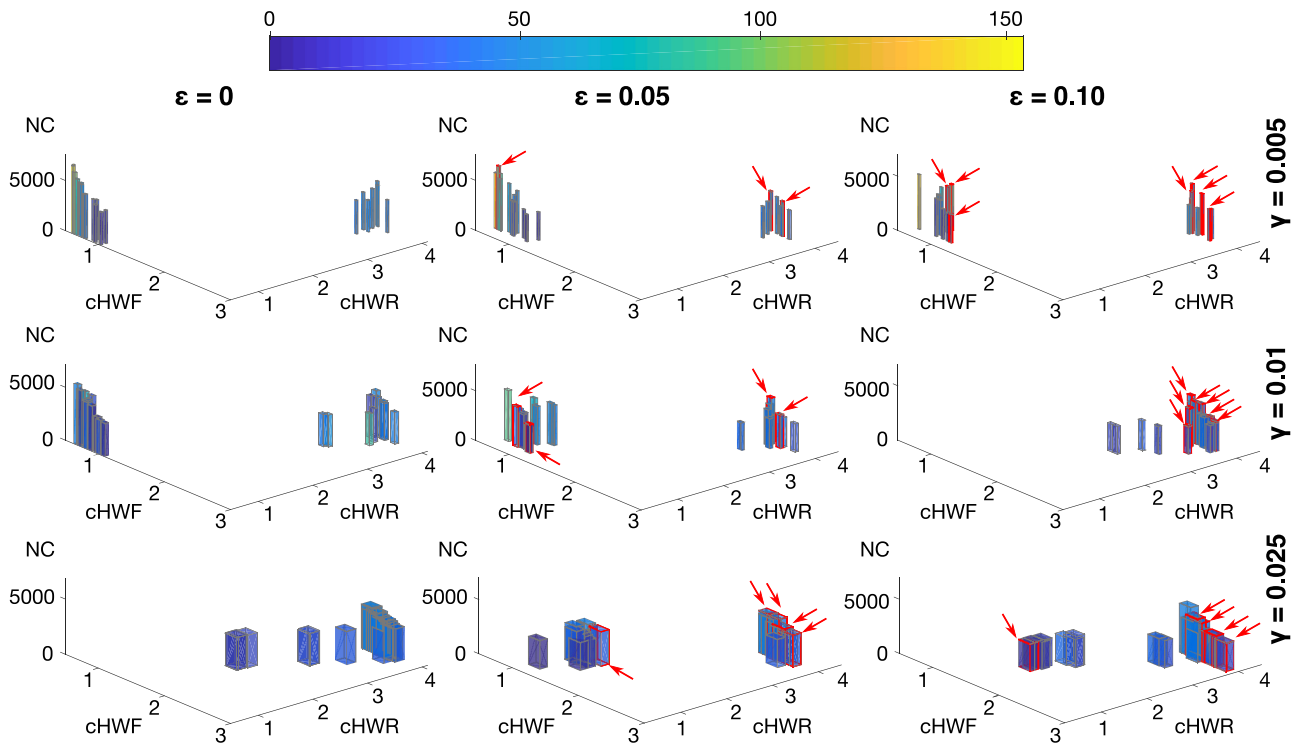 0 50 100 150
ε = 0 ε = 0.05 ε = 0.10
NC NC NC
5000 5000 5000
0 0 0
1 2 3 1 2 3 4
cHWF cHWR
1 2 3 1 2 3 4
cHWF cHWR
1 2 3 1 2 3 4
cHWF cHWR
γ = 0.005
NC NC NC
5000 5000 5000
0 0 0
1 2 3 1 2 3 4
cHWF cHWR
1 2 3 1 2 3 4
cHWF cHWR
1 2 3 1 2 3 4
cHWF cHWR
γ = 0.01
NC NC NC
5000 5000 5000
0 0 0
1 2 3 1 2 3 4
cHWF cHWR
1 2 3 1 2 3 4
cHWF cHWR
1 2 3 1 2 3 4
cHWF cHWR
γ = 0.025